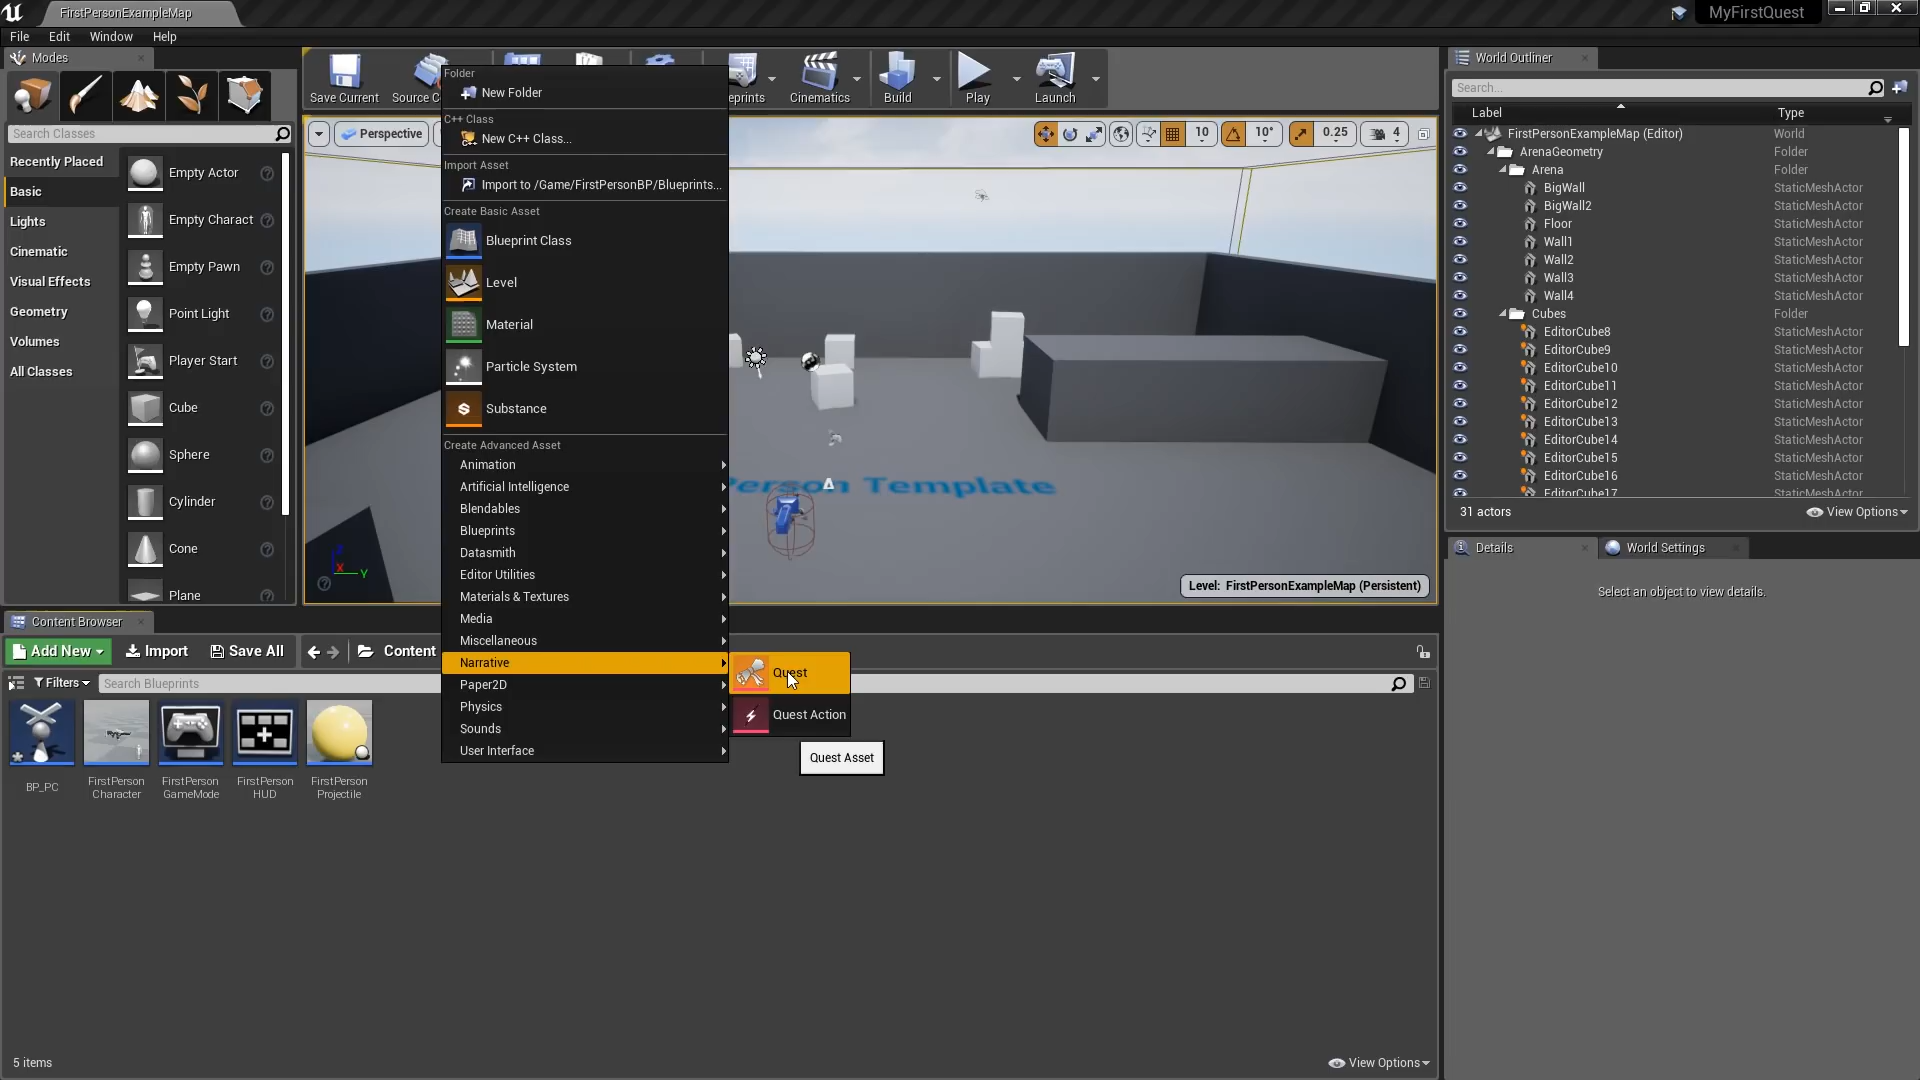 FirstPersonExampleMap
MyFirstQuest
File Edit Window Help
Modes
Search Classes
Recently Placed
Basic
Lights
Cinematic
Visual Effects
Geometry
Volumes
All Classes
Empty Actor
Empty Charact
Empty Pawn
Point Light
Player Start
Cube
Sphere
Cylinder
Cone
Plane
Save Current
Source C
eprints
Cinematics
Build
Play
Launch
Perspective
10
10°
0.25
4
Folder
New Folder
C++ Class
New C++ Class...
Import Asset
Import to /Game/FirstPersonBP/Blueprints...
Create Basic Asset
Blueprint Class
Level
Material
Particle System
Substance
Create Advanced Asset
Animation
Artificial Intelligence
Blendables
Blueprints
Datasmith
Editor Utilities
Materials & Textures
Media
Miscellaneous
Narrative
Paper2D
Physics
Sounds
User Interface
Quest
Quest Action
Quest Asset
Person Template
X
Y
Level: FirstPersonExampleMap (Persistent)
World Outliner
Search...
Label Type
FirstPersonExampleMap (Editor) World
ArenaGeometry Folder
Arena Folder
BigWall StaticMeshActor
BigWall2 StaticMeshActor
Floor StaticMeshActor
Wall1 StaticMeshActor
Wall2 StaticMeshActor
Wall3 StaticMeshActor
Wall4 StaticMeshActor
Cubes Folder
EditorCube8 StaticMeshActor
EditorCube9 StaticMeshActor
EditorCube10 StaticMeshActor
EditorCube11 StaticMeshActor
EditorCube12 StaticMeshActor
EditorCube13 StaticMeshActor
EditorCube14 StaticMeshActor
EditorCube15 StaticMeshActor
EditorCube16 StaticMeshActor
EditorCube17 StaticMeshActor
31 actors
View Options
Details
World Settings
Select an object to view details.
Content Browser
Add New
Import
Save All
Content
Filters
Search Blueprints
BP_PC
FirstPerson
Character
FirstPerson
GameMode
FirstPerson
HUD
FirstPerson
Projectile
5 items
View Options